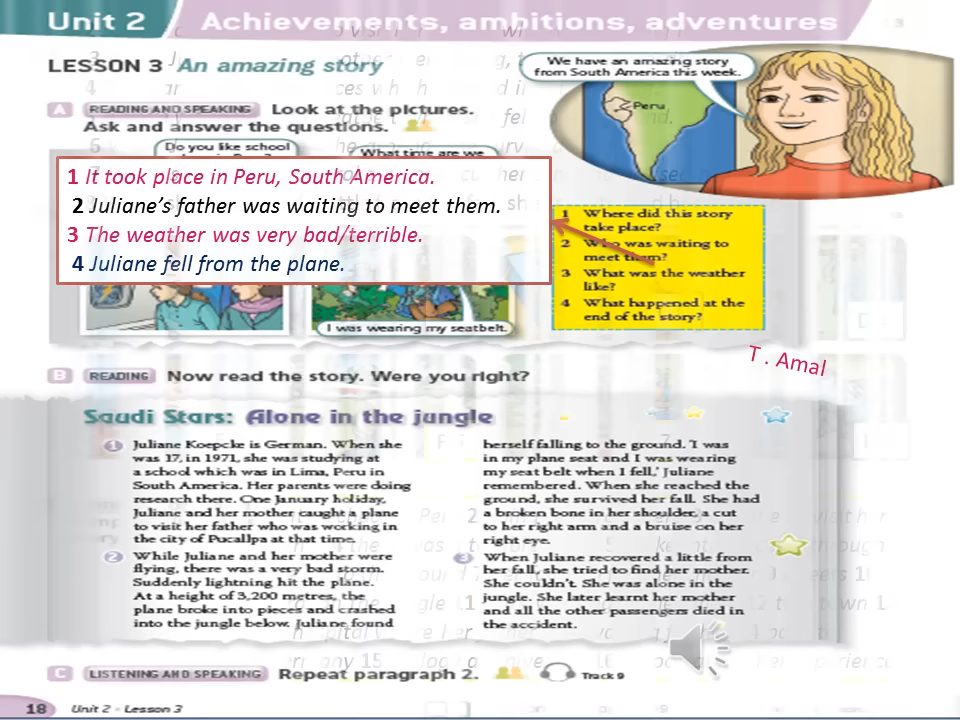 Unit 2 Achievements, ambitions, adventures
LESSON 3 An amazing story
We have an amazing story
from South America this week.
Peru
A READING AND SPEAKING Look at the pictures.
Ask and answer the questions.
Do you like school
What time are we
1 It took place in Peru, South America.
2 Juliane's father was waiting to meet them.
3 The weather was very bad/terrible.
4 Juliane fell from the plane.
1 Where did this story
take place?
2 Who was waiting to
meet them?
3 What was the weather
like?
4 What happened at the
end of the story?
I was wearing my seatbelt.
T . Amal
B READING Now read the story. Were you right?
Saudi Stars: Alone in the jungle
1 Juliane Koepcke is German. When she
was 17, in 1971, she was studying at
a school which was in Lima, Peru in
South America. Her parents were doing
research there. One January holiday,
Juliane and her mother caught a plane
to visit her father who was working in
the city of Pucallpa at that time.
2 While Juliane and her mother were
flying, there was a very bad storm.
Suddenly lightning hit the plane.
At a height of 3,200 metres, the
plane broke into pieces and crashed
into the jungle below. Juliane found
herself falling to the ground. 'I was
in my plane seat and I was wearing
my seat belt when I fell,' Juliane
remembered. When she reached the
ground, she survived her fall. She had
a broken bone in her shoulder, a cut
to her right arm and a bruise on her
right eye.
3 When Juliane recovered a little from
her fall, she tried to find her mother.
She couldn't. She was alone in the
jungle. She later learnt her mother
and all the other passengers died in
the accident.
C LISTENING AND SPEAKING Repeat paragraph 2. Track 9
18 Unit 2 - Lesson 3